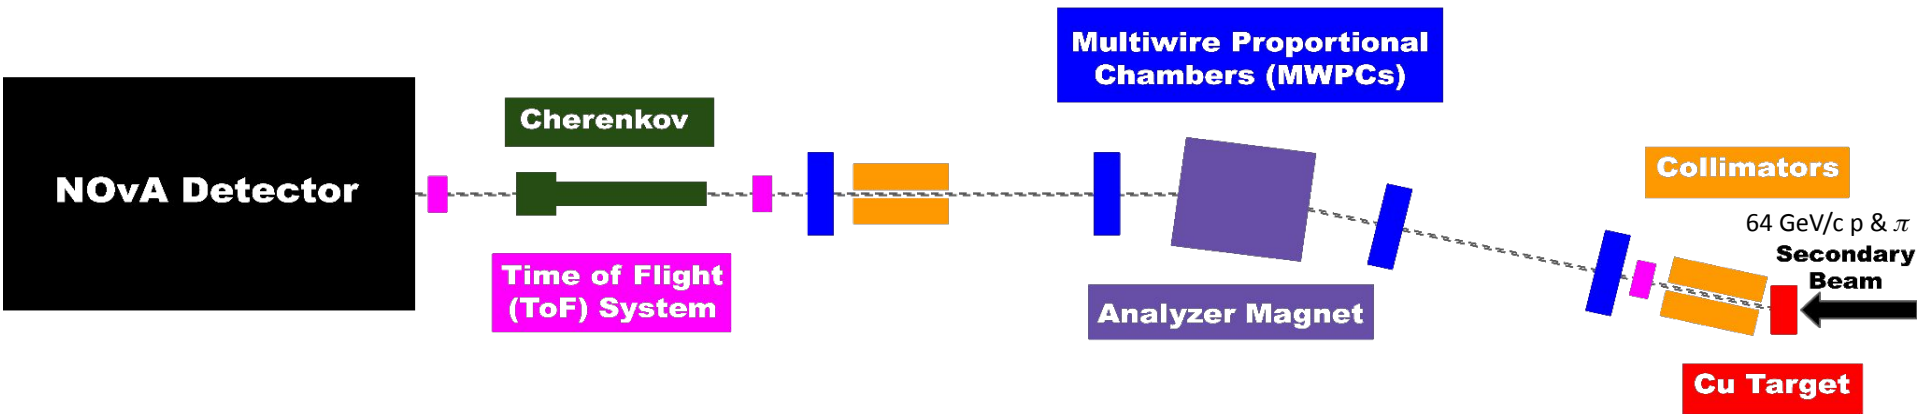 Multiwire Proportional
Chambers (MWPCs)
Cherenkov
NOvA Detector
Collimators
64 GeV/c p & π
Secondary
Beam
Time of Flight
(ToF) System
Analyzer Magnet
Cu Target